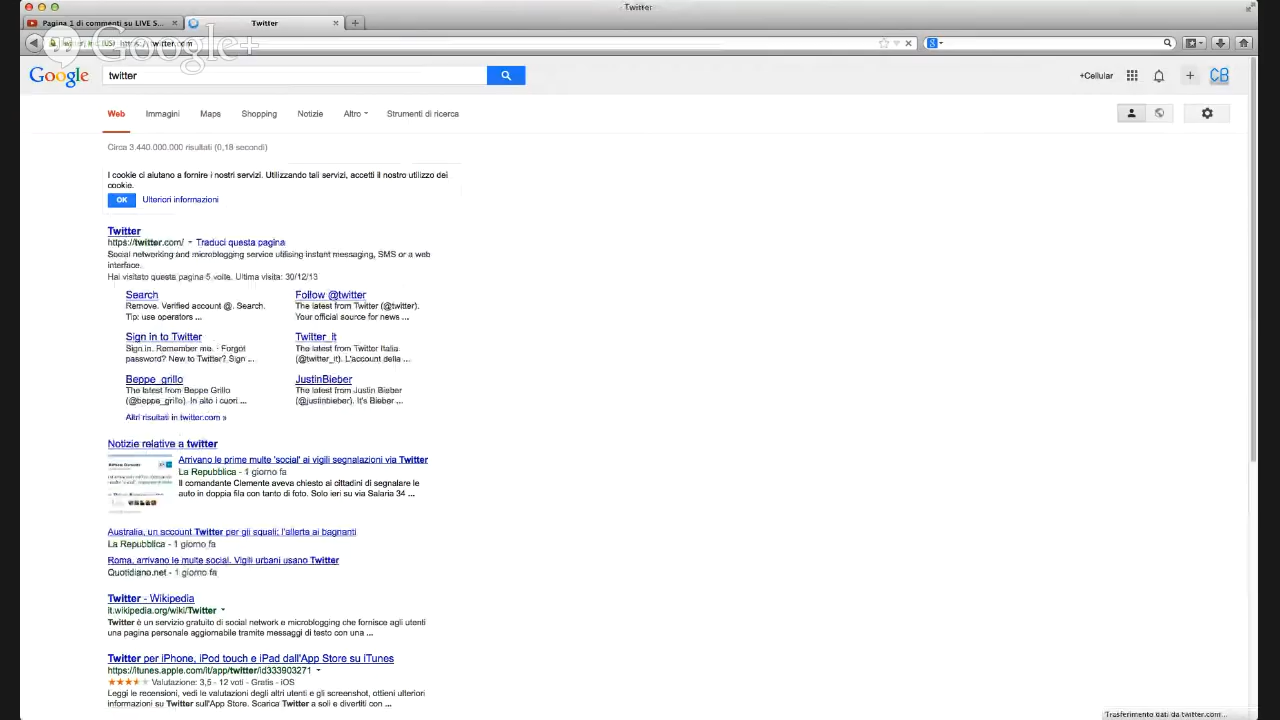 Twitter
Pagina 1 di commenti su LIVE S...
Twitter
Google+
Google
twitter
+Cellular
CB
Web
Immagini
Maps
Shopping
Notizie
Altro
Strumenti di ricerca
Circa 3.440.000.000 risultati (0,18 secondi)
I cookie ci aiutano a fornire i nostri servizi. Utilizzando tali servizi, accetti il nostro utilizzo dei
cookie.
OK
Ulteriori informazioni
Twitter
https://twitter.com/
Traduci questa pagina
Social networking and microblogging service utilising instant messaging, SMS or a web
interface.
Hai visitato questa pagina 5 volte. Ultima visita: 30/12/13
Search
Remove. Verified account @. Search.
Tip: use operators ...
Follow @twitter
The latest from Twitter (@twitter).
Your official source for news ...
Sign in to Twitter
Sign in. Remember me. · Forgot
password? New to Twitter? Sign ...
Twitter_it
The latest from Twitter Italia
(@twitter_it). L'account della ...
Beppe_grillo
The latest from Beppe Grillo
(@beppe_grillo). In alto i cuori ...
JustinBieber
The latest from Justin Bieber
(@justinbieber). It's Bieber ...
Altri risultati in twitter.com »
Notizie relative a twitter
Arrivano le prime multe 'social' ai vigili segnalazioni via Twitter
La Repubblica - 1 giorno fa
Il comandante Clemente aveva chiesto ai cittadini di segnalare le
auto in doppia fila con tanto di foto. Solo ieri su via Salaria 34 ...
Australia, un account Twitter per gli squali: l'allerta ai bagnanti
La Repubblica - 1 giorno fa
Roma, arrivano le multe social. Vigili urbani usano Twitter
Quotidiano.net - 1 giorno fa
Twitter - Wikipedia
it.wikipedia.org/wiki/Twitter
Twitter è un servizio gratuito di social network e microblogging che fornisce agli utenti
una pagina personale aggiornabile tramite messaggi di testo con una ...
Twitter per iPhone, iPod touch e iPad dall'App Store su iTunes
https://itunes.apple.com/it/app/twitter/id333903271
Valutazione: 3,5 - 12 voti - Gratis - iOS
Leggi le recensioni, vedi le valutazioni degli altri utenti e gli screenshot, ottieni ulteriori
informazioni su Twitter sull'App Store. Scarica Twitter a soli e divertiti con ...
Trasferimento dati da twitter.com...